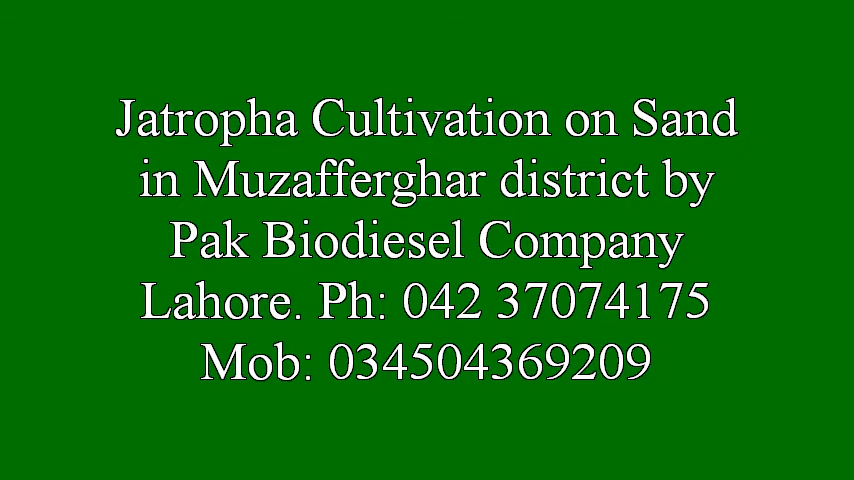 Jatropha Cultivation on Sand
in Muzafferghar district by
Pak Biodiesel Company
Lahore. Ph: 042 37074175
Mob: 034504369209